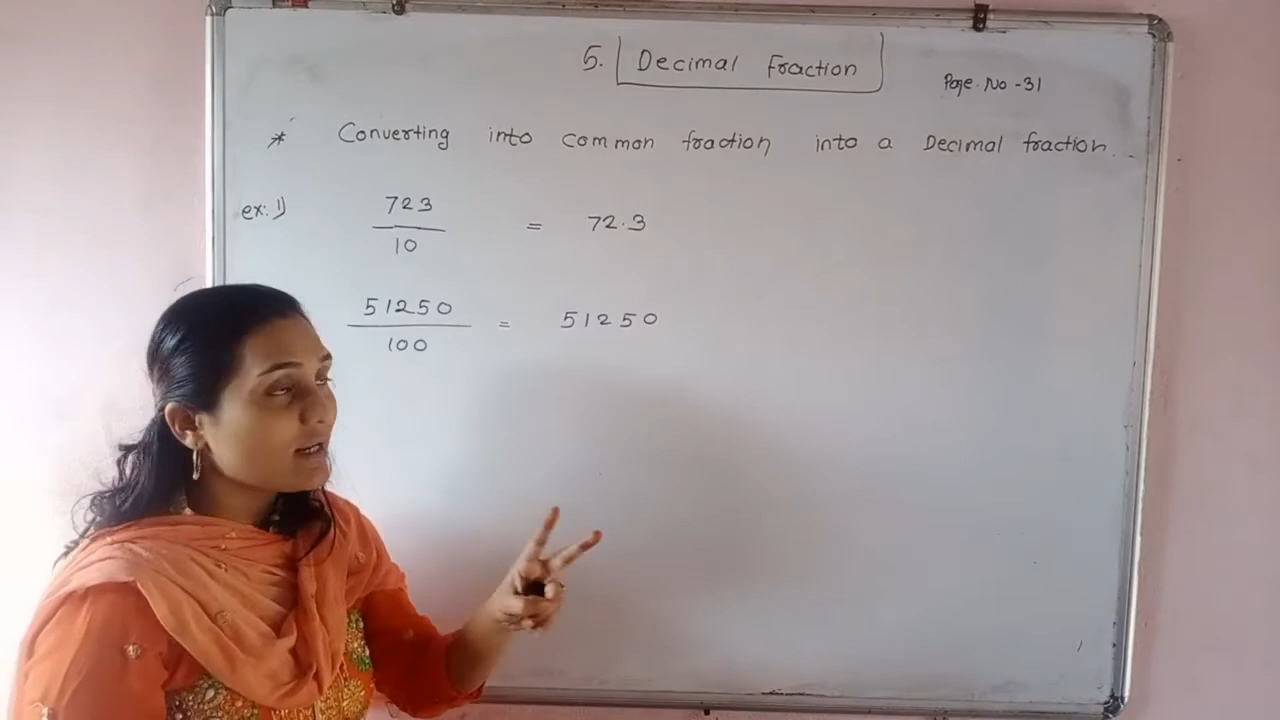 5. Decimal Fraction
Page. No - 31
* Converting into common fraction into a Decimal fraction.
ex: 1) 723/10 = 72.3
51250/100 = 51250